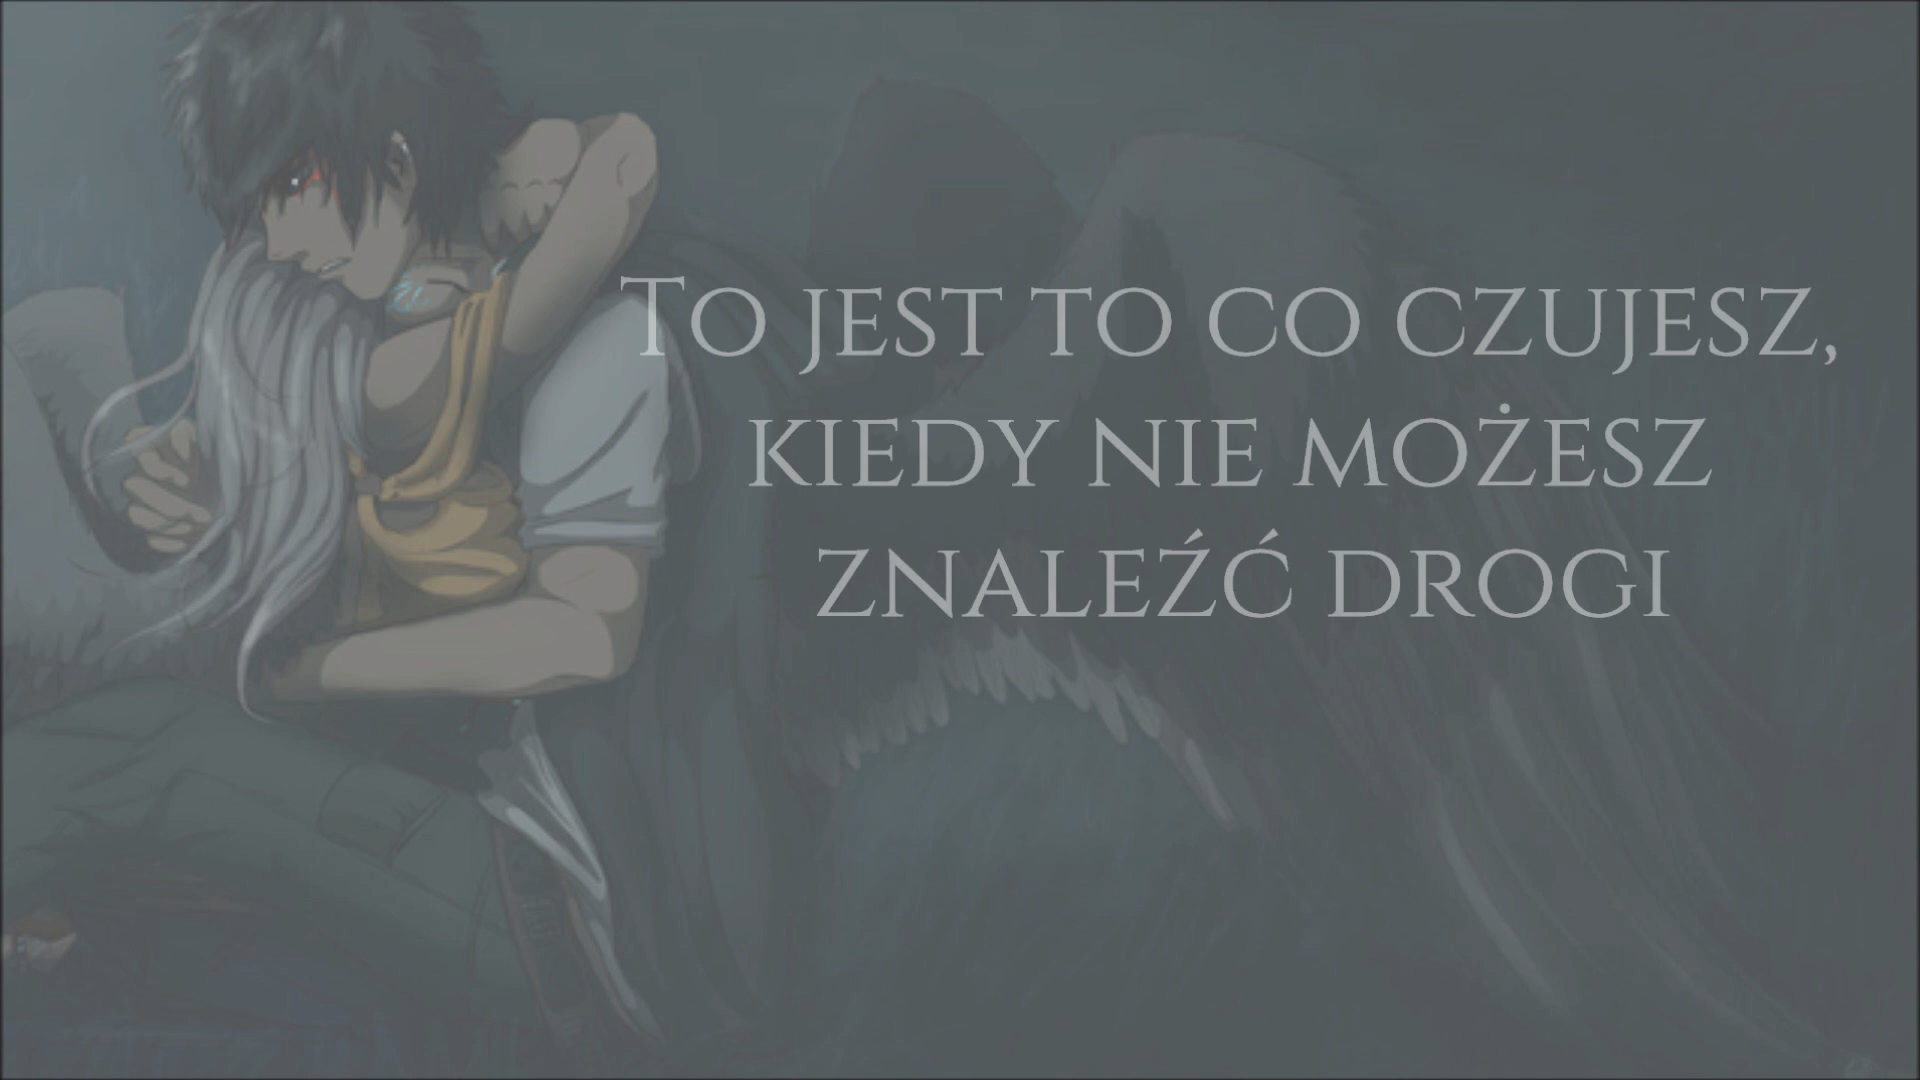 To jest to co czujesz,
kiedy nie możesz
znaleźć drogi